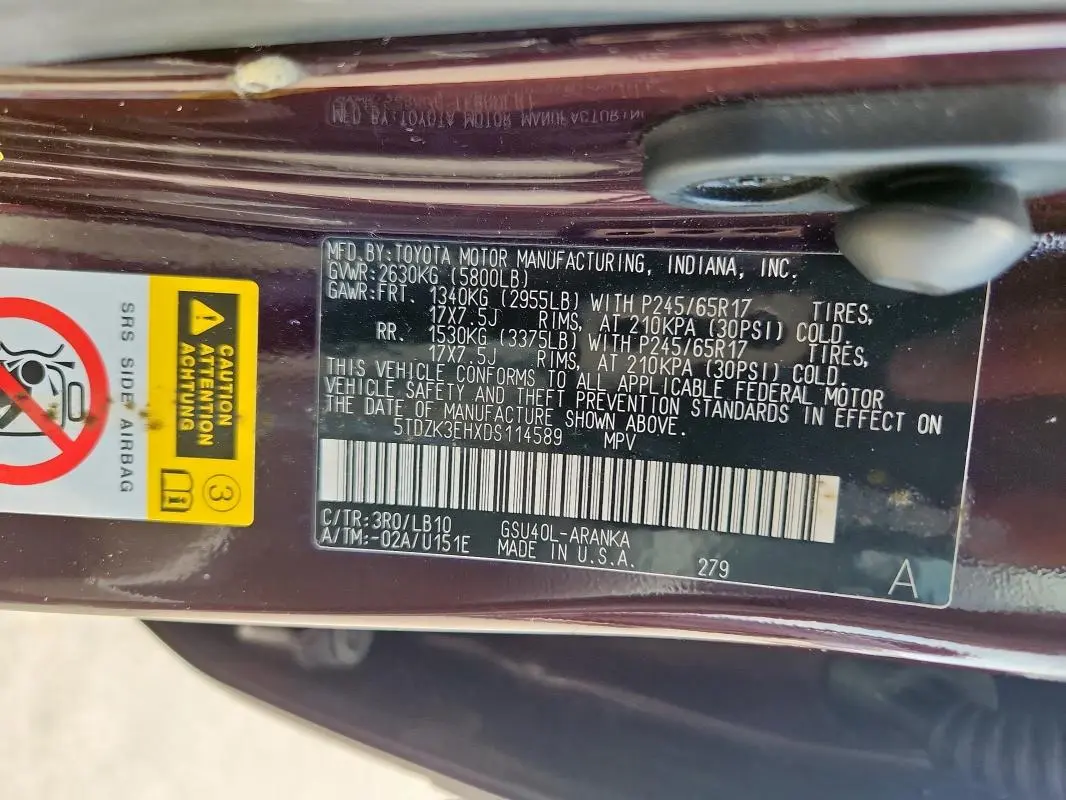 MFD.BY:TOYOTA MOTOR MANUFACTURING, INDIANA, INC.
GVWR:2630KG (5800LB)
GAWR:FRT. 1340KG (2955LB) WITH P245/65R17 TIRES,
17X7.5J RIMS, AT 210KPA (30PSI) COLD.
RR. 1530KG (3375LB) WITH P245/65R17 TIRES,
17X7.5J RIMS, AT 210KPA (30PSI) COLD.
THIS VEHICLE CONFORMS TO ALL APPLICABLE FEDERAL MOTOR
VEHICLE SAFETY AND THEFT PREVENTION STANDARDS IN EFFECT ON
THE DATE OF MANUFACTURE SHOWN ABOVE.
5TDZK3EHXDS114589 MPV
C/TR:3R0/LB10 GSU40L-ARANKA
A/TM:-02A/U151E MADE IN U.S.A. 279
A
CAUTION
ATTENTION
ACHTUNG
3
SRS SIDE AIRBAG